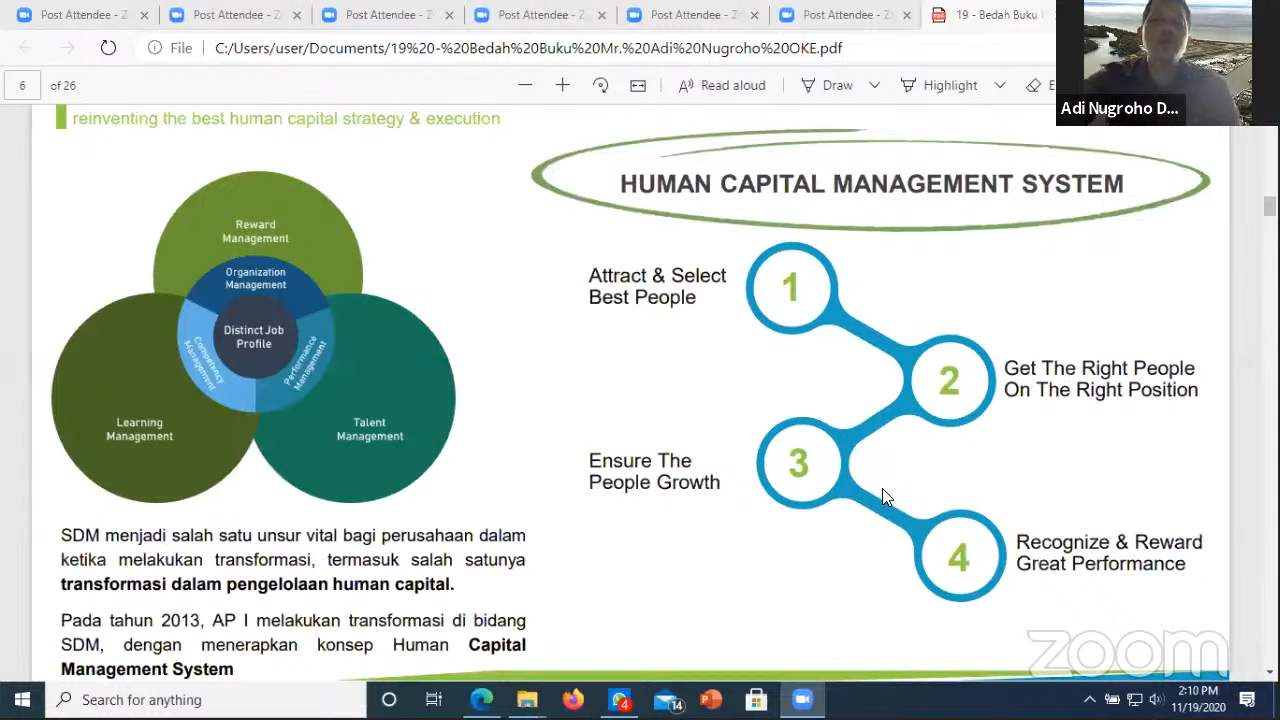 Post Attendee - Z
Post Attendee - Z
Post Attendee - Z
Post Attendee - Z
Post Attendee - Z
Post Attendee - Z
19 - Bedah Buku
File
C:/Users/user/Documents/19%20-%20Bedah%20Buku%20Mr.%20Adi%20Nugroho%20OKE.pdf
6 of 26
Read aloud
Draw
Highlight
Adi Nugroho D...
reinventing the best human capital strategy & execution
HUMAN CAPITAL MANAGEMENT SYSTEM
Reward
Management
Organization
Management
Distinct Job
Profile
Competency
Management
Performance
Management
Learning
Management
Talent
Management
1
Attract & Select
Best People
2
Get The Right People
On The Right Position
3
Ensure The
People Growth
4
Recognize & Reward
Great Performance
SDM menjadi salah satu unsur vital bagi perusahaan dalam
ketika melakukan transformasi, termasuk salah satunya
transformasi dalam pengelolaan human capital.
Pada tahun 2013, AP I melakukan transformasi di bidang
SDM, dengan menerapkan konsep Human Capital
Management System
zoom
Search for anything
4
14
2:10 PM
11/19/2020